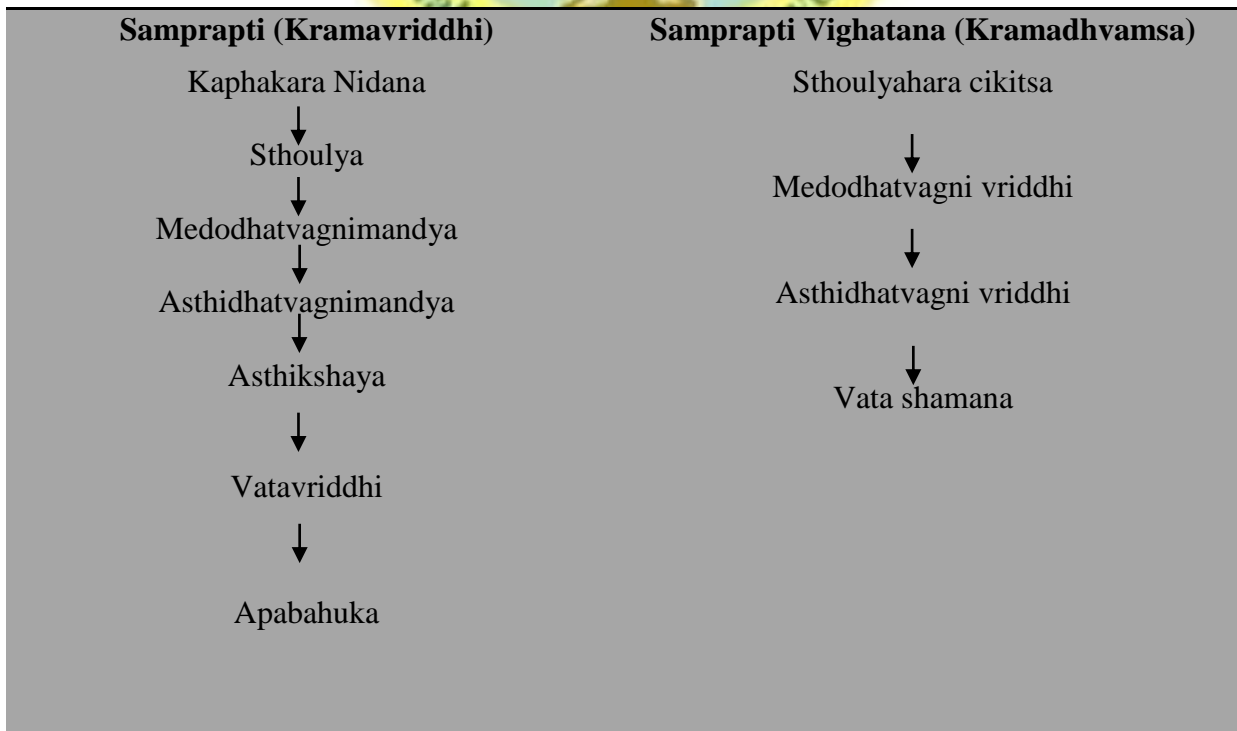 Samprapti (Kramavriddhi)
Kaphakara Nidana
Sthoulya
Medodhatvagnimandya
Asthidhatvagnimandya
Asthikshaya
Vatavriddhi
Apabahuka
Samprapti Vighatana (Kramadhvamsa)
Sthoulyahara cikitsa
Medodhatvagni vriddhi
Asthidhatvagni vriddhi
Vata shamana